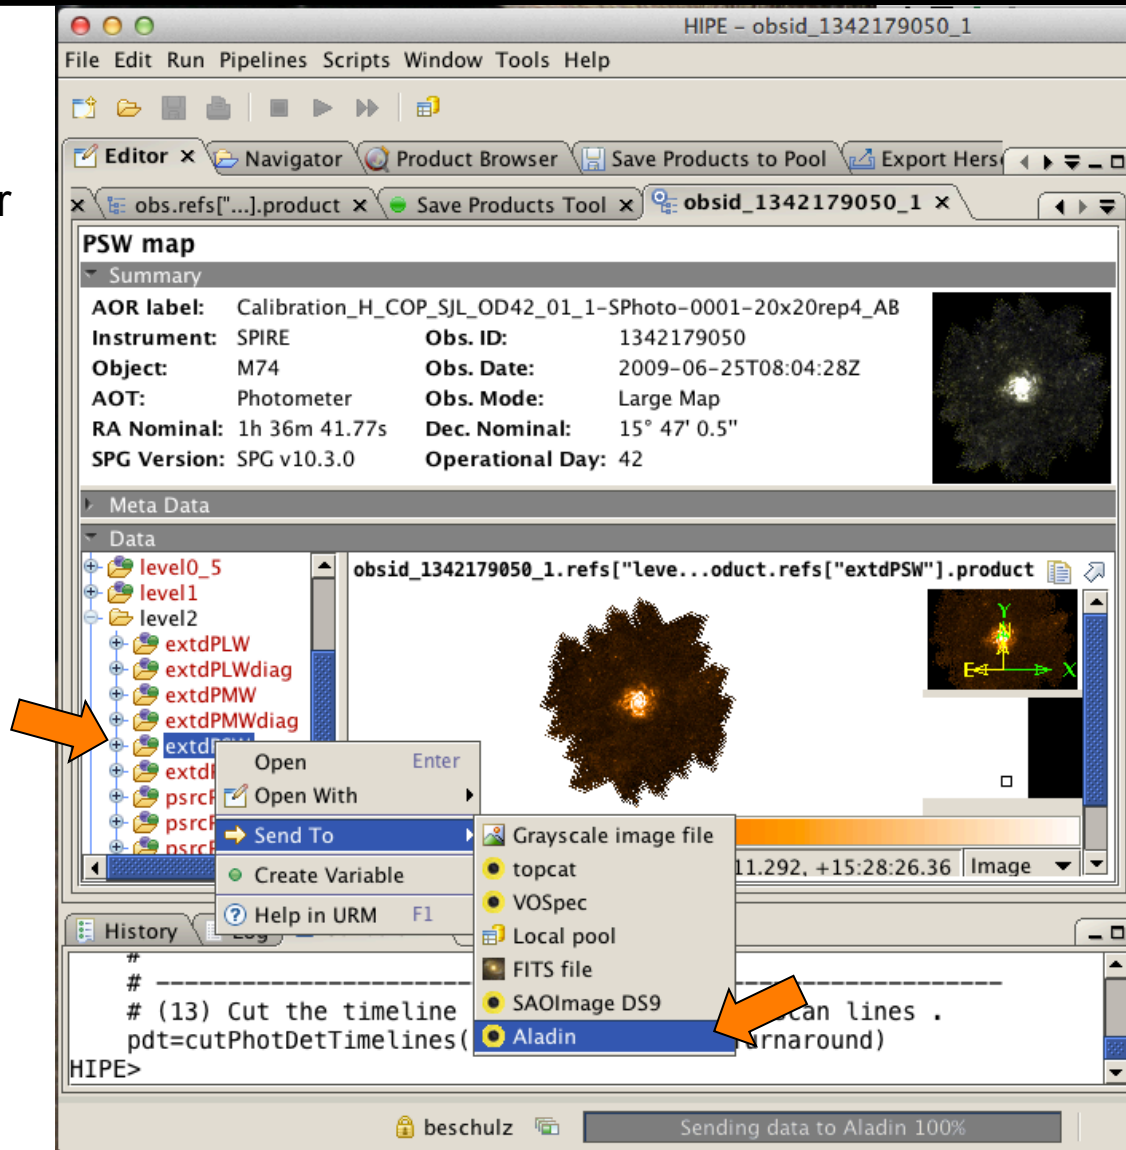 HIPE – obsid_1342179050_1
File Edit Run Pipelines Scripts Window Tools Help
Editor × Navigator Product Browser Save Products to Pool Export Hers
r
× obs.refs["...].product × Save Products Tool × obsid_1342179050_1 ×
PSW map
Summary
AOR label: Calibration_H_COP_SJL_OD42_01_1-SPhoto-0001-20x20rep4_AB
Instrument: SPIRE Obs. ID: 1342179050
Object: M74 Obs. Date: 2009-06-25T08:04:28Z
AOT: Photometer Obs. Mode: Large Map
RA Nominal: 1h 36m 41.77s Dec. Nominal: 15° 47' 0.5"
SPG Version: SPG v10.3.0 Operational Day: 42
Meta Data
Data
level0_5
obsid_1342179050_1.refs["leve...oduct.refs["extdPSW"].product
level1
level2
extdPLW
extdPLWdiag
extdPMW
extdPMWdiag
Y
N
E X
Open Enter
Open With
Send To
Create Variable
Help in URM F1
Grayscale image file
topcat
VOSpec
Local pool
FITS file
SAOImage DS9
Aladin
11.292, +15:28:26.36 Image
History
#
# 
# (13) Cut the timeline lines .
pdt=cutPhotDetTimelines(
HIPE>
beschulz Sending data to Aladin 100%